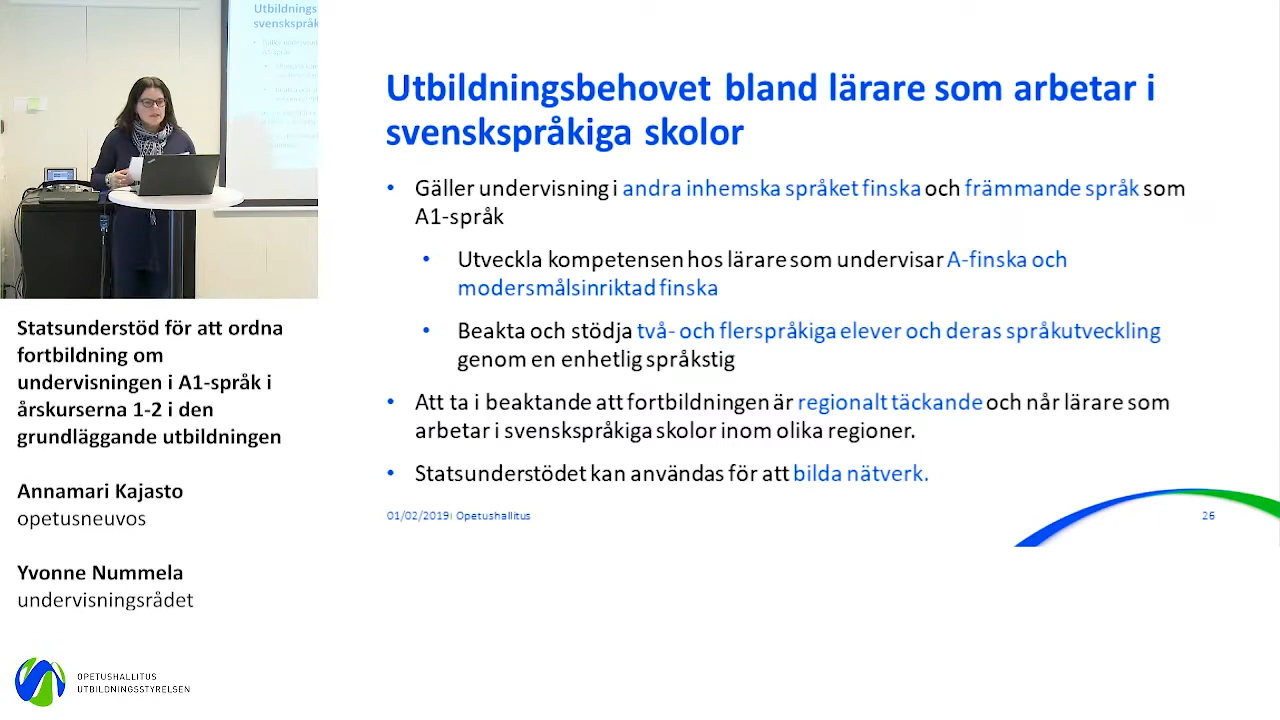 Utbildnings
svenskspråk
Utbildningsbehovet bland lärare som arbetar i
svenskspråkiga skolor
• Gäller undervisning i andra inhemska språket finska och främmande språk som
A1-språk
• Utveckla kompetensen hos lärare som undervisar A-finska och
modersmålsinriktad finska
• Beakta och stödja två- och flerspråkiga elever och deras språkutveckling
genom en enhetlig språkstig
• Att ta i beaktande att fortbildningen är regionalt täckande och når lärare som
arbetar i svenskspråkiga skolor inom olika regioner.
• Statsunderstödet kan användas för att bilda nätverk.
01/02/2019 Opetushallitus
26
Statsunderstöd för att ordna
fortbildning om
undervisningen i A1-språk i
årskurserna 1-2 i den
grundläggande utbildningen
Annamari Kajasto
opetusneuvos
Yvonne Nummela
undervisningsrådet
OPETUSHALLITUS
UTBILDNINGSSTYRELSEN